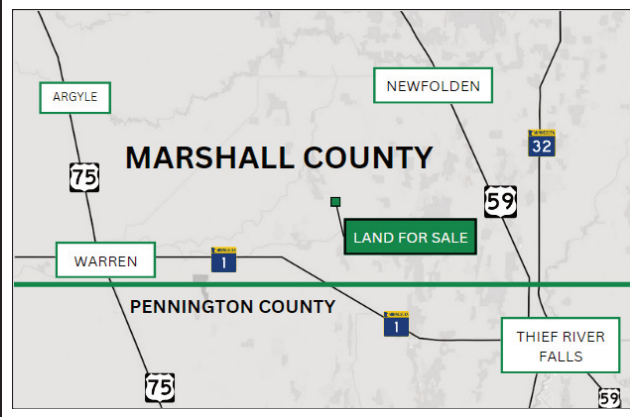 ARGYLE
NEWFOLDEN
32
MARSHALL COUNTY
75
59
LAND FOR SALE
WARREN
1
PENNINGTON COUNTY
1
THIEF RIVER
FALLS
75
59